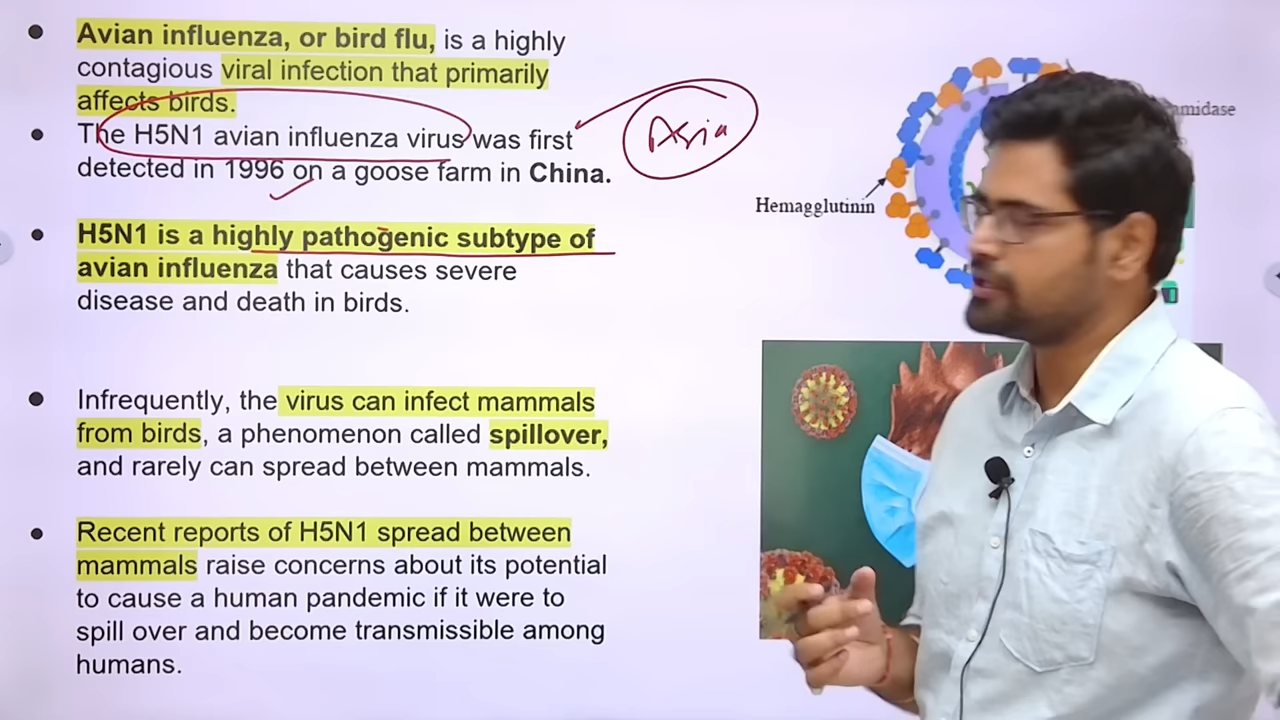 Avian influenza, or bird flu, is a highly
contagious viral infection that primarily
affects birds.
The H5N1 avian influenza virus was first
detected in 1996 on a goose farm in China.
Asia
H5N1 is a highly pathogenic subtype of
avian influenza that causes severe
disease and death in birds.
Infrequently, the virus can infect mammals
from birds, a phenomenon called spillover,
and rarely can spread between mammals.
Recent reports of H5N1 spread between
mammals raise concerns about its potential
to cause a human pandemic if it were to
spill over and become transmissible among
humans.
Hemagglutinin